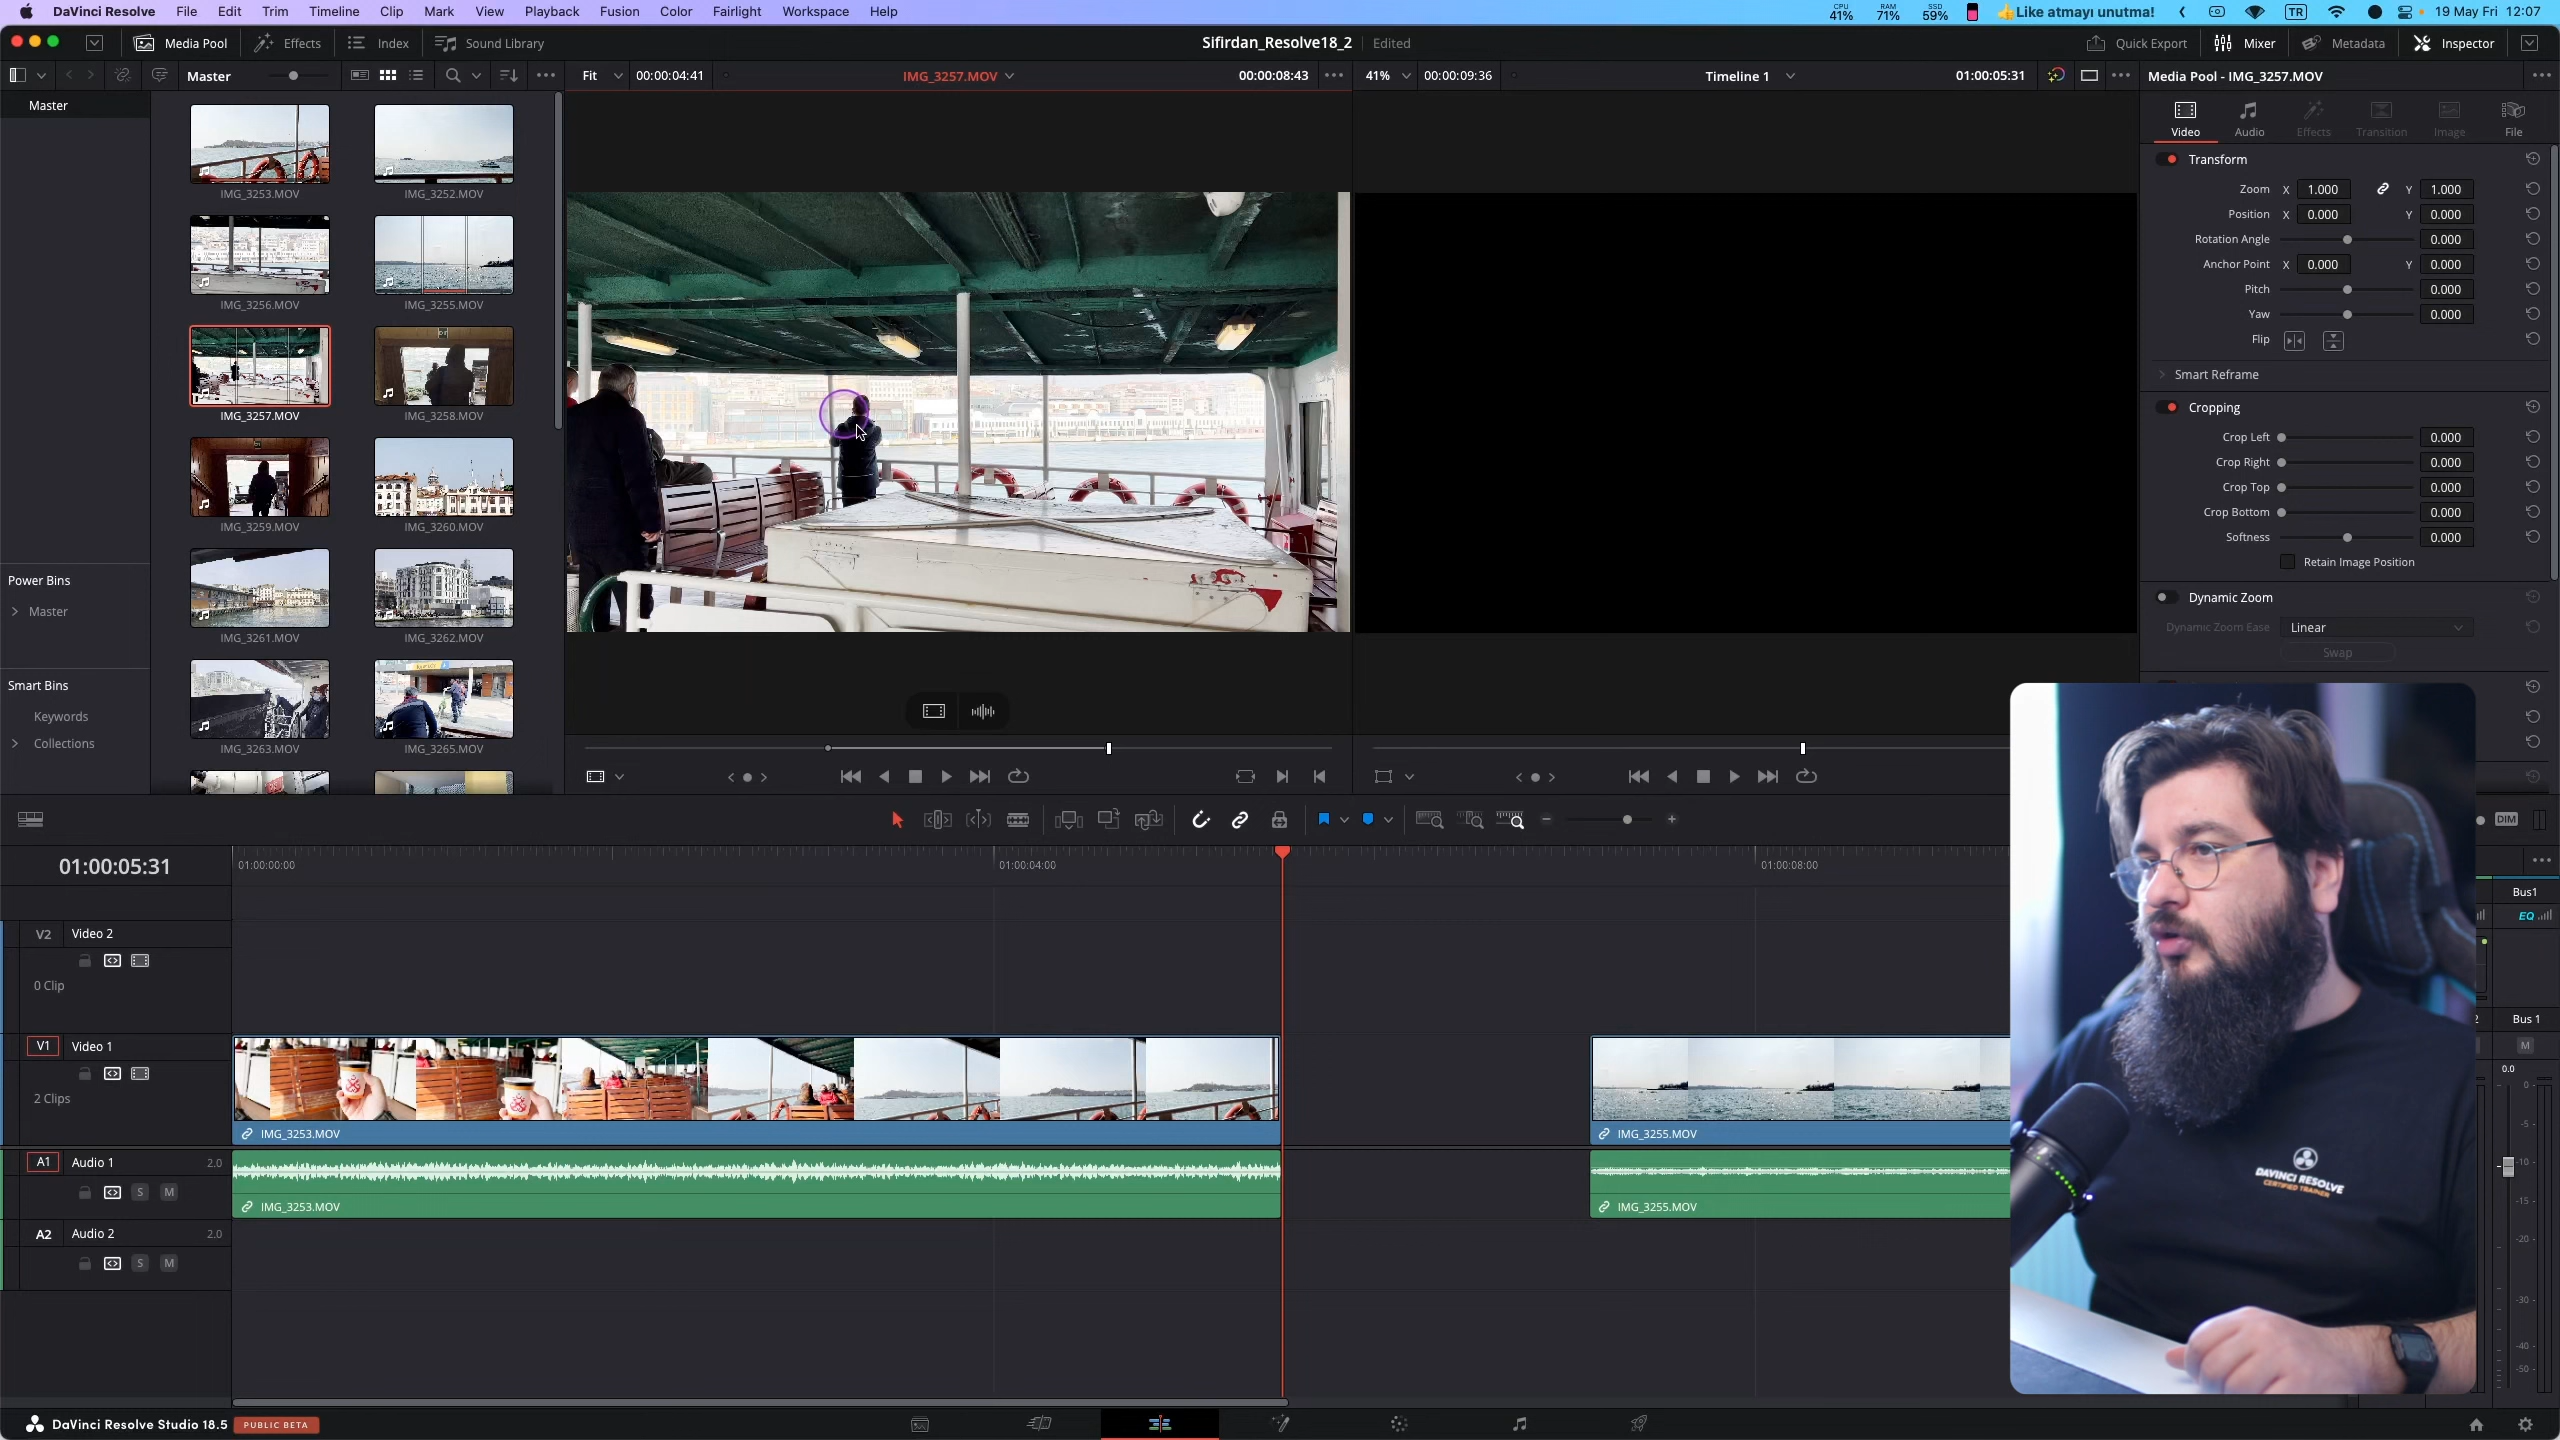 DaVinci Resolve File Edit Trim Timeline Clip Mark View Playback Fusion Color Fairlight Workspace Help
CPU 41% RAM 71% SSD 59% 👍Like atmayı unutma! TR 19 May Fri 12:07
Media Pool Effects Index Sound Library Sifirdan_Resolve18_2 Edited Quick Export Mixer Metadata Inspector
Master Fit 00:00:04:41 IMG_3257.MOV 00:00:08:43 41% 00:00:09:36 Timeline 1 01:00:05:31 Media Pool - IMG_3257.MOV
Master
IMG_3253.MOV IMG_3252.MOV
IMG_3256.MOV IMG_3255.MOV
IMG_3257.MOV IMG_3258.MOV
IMG_3259.MOV IMG_3260.MOV
IMG_3261.MOV IMG_3262.MOV
IMG_3263.MOV IMG_3265.MOV
Power Bins
Master
Smart Bins
Keywords
Collections
Video Audio Effects Transition Image File
Transform
Zoom X 1.000 Y 1.000
Position X 0.000 Y 0.000
Rotation Angle 0.000
Anchor Point X 0.000 Y 0.000
Pitch 0.000
Yaw 0.000
Flip
Smart Reframe
Cropping
Crop Left 0.000
Crop Right 0.000
Crop Top 0.000
Crop Bottom 0.000
Softness 0.000
Retain Image Position
Dynamic Zoom
Dynamic Zoom Ease Linear
Swap
DIM
01:00:05:31 01:00:00:00 01:00:04:00 01:00:08:00
V2 Video 2
0 Clip
V1 Video 1
2 Clips
IMG_3253.MOV IMG_3255.MOV
A1 Audio 1 2.0
S M
IMG_3253.MOV IMG_3255.MOV
A2 Audio 2 2.0
S M
Bus1
EQ
2 Bus 1
M
0.0
0
-5
-10
-15
-20
-30
-40
-50
DAVINCI RESOLVE
CERTIFIED TRAINER
DaVinci Resolve Studio 18.5 PUBLIC BETA